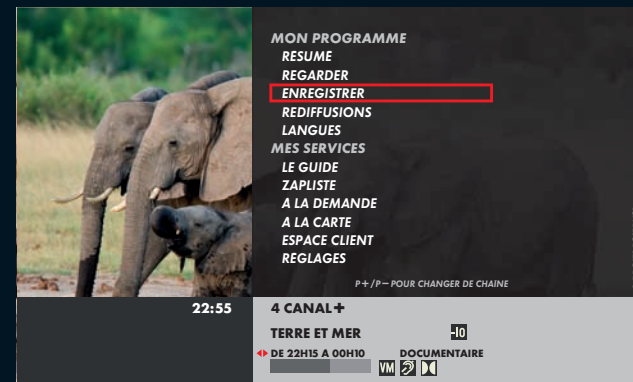 MON PROGRAMME
RESUME
REGARDER
ENREGISTRER
REDIFFUSIONS
LANGUES
MES SERVICES
LE GUIDE
ZAPLISTE
A LA DEMANDE
A LA CARTE
ESPACE CLIENT
REGLAGES
P+/P– POUR CHANGER DE CHAINE
22:55 4 CANAL+
TERRE ET MER -10
DE 22H15 A 00H10 DOCUMENTAIRE
VM